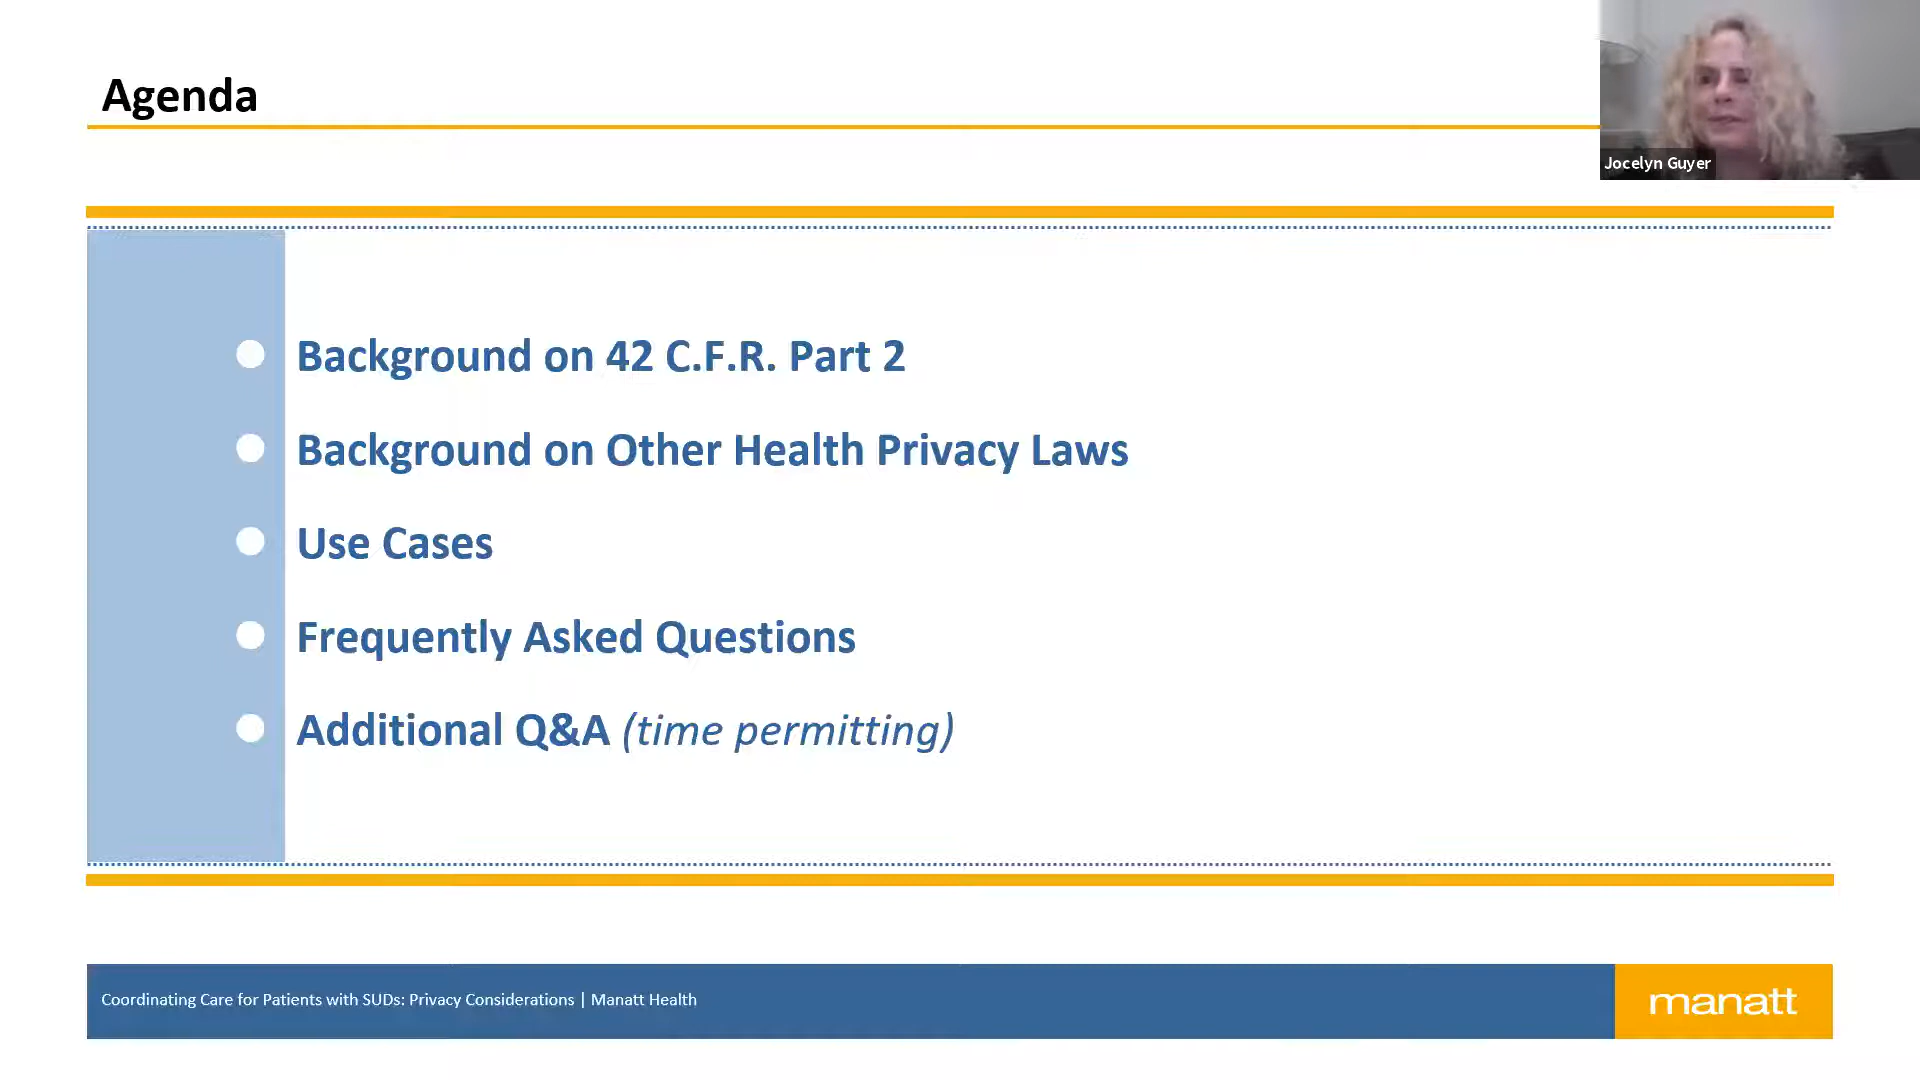 Agenda
Jocelyn Guyer
Background on 42 C.F.R. Part 2
Background on Other Health Privacy Laws
Use Cases
Frequently Asked Questions
Additional Q&A (time permitting)
Coordinating Care for Patients with SUDs: Privacy Considerations | Manatt Health
manatt